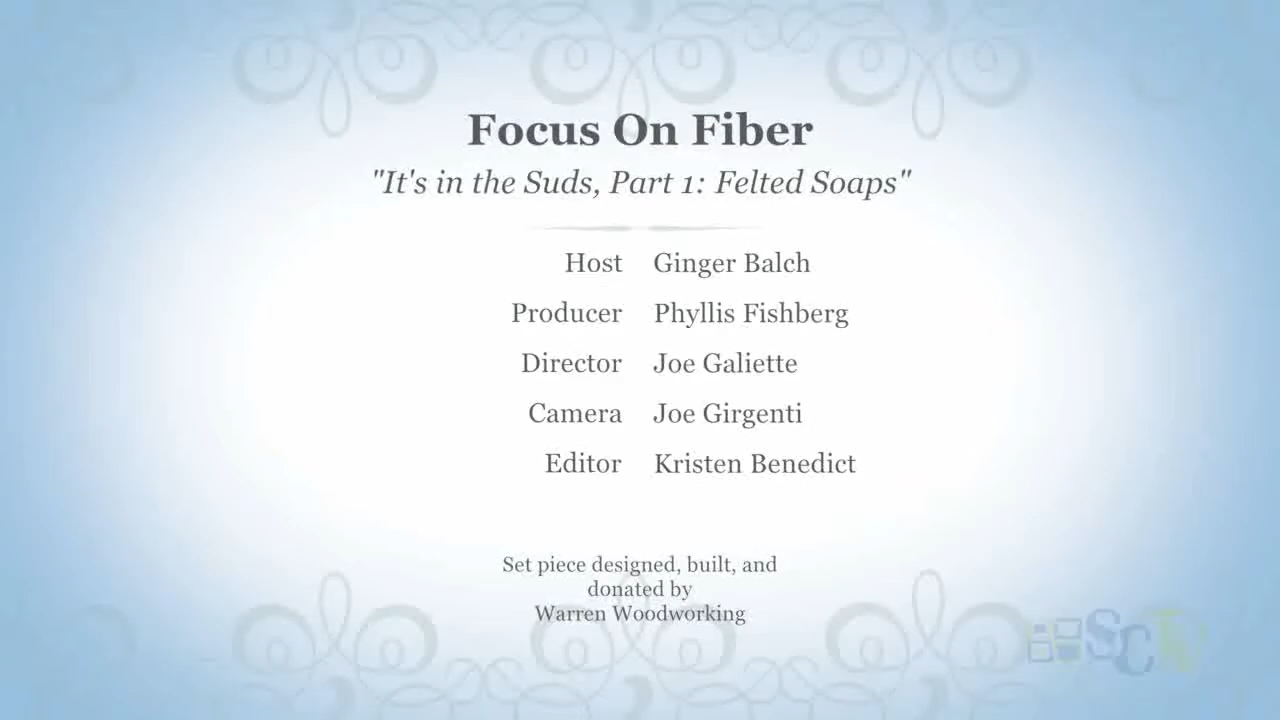 Focus On Fiber
"It's in the Suds, Part 1: Felted Soaps"
Host Ginger Balch
Producer Phyllis Fishberg
Director Joe Galiette
Camera Joe Girgenti
Editor Kristen Benedict
Set piece designed, built, and
donated by
Warren Woodworking
SCTV